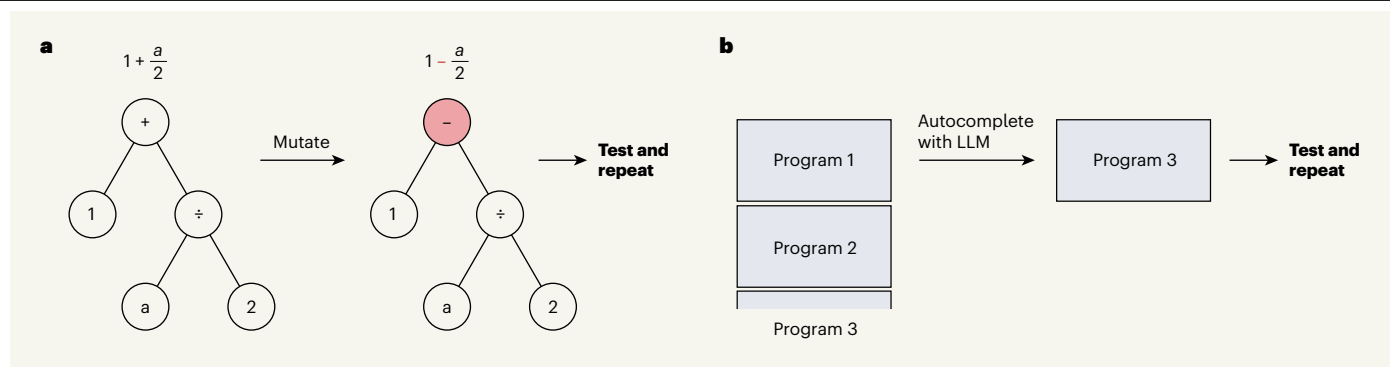 a
1 + a/2
+
1
÷
a
2
Mutate
1 – a/2
–
1
÷
a
2
Test and
repeat
b
Program 1
Program 2
Program 3
Autocomplete
with LLM
Program 3
Test and
repeat